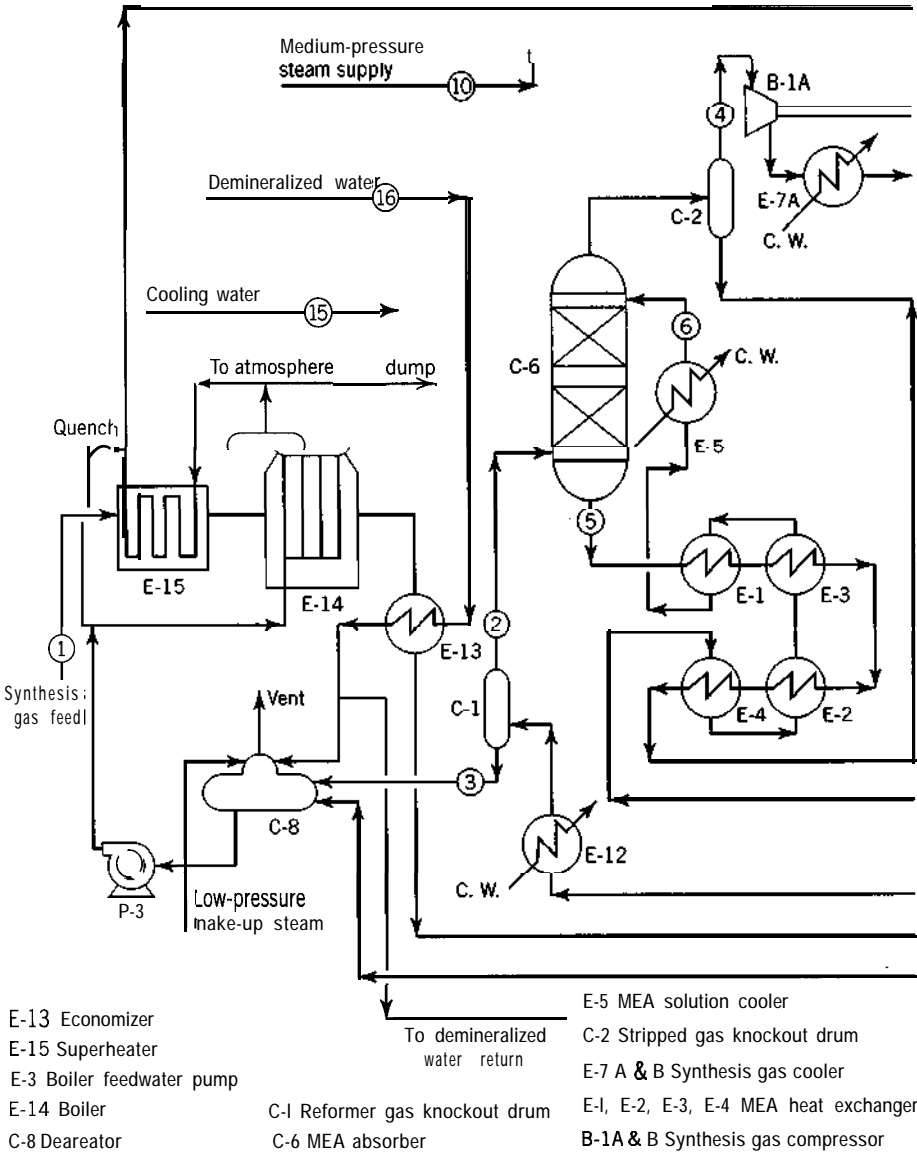 Medium-pressure
steam supply
10
t
B-1A
4
E-7A
C. W.
C-2
Demineralized water
16
Cooling water
15
6
C. W.
C-6
E-5
To atmosphere
dump
Quench
E-15
E-14
5
E-1
E-3
2
E-13
1
Synthesis :
gas feed
Vent
C-1
E-4
E-2
3
C-8
E-12
C. W.
P-3
Low-pressure
make-up steam
To demineralized
water return
E-13 Economizer
E-15 Superheater
E-3 Boiler feedwater pump
E-14 Boiler
C-8 Deareator
C-I Reformer gas knockout drum
C-6 MEA absorber
E-5 MEA solution cooler
C-2 Stripped gas knockout drum
E-7 A & B Synthesis gas cooler
E-I, E-2, E-3, E-4 MEA heat exchanger
B-1A & B Synthesis gas compressor